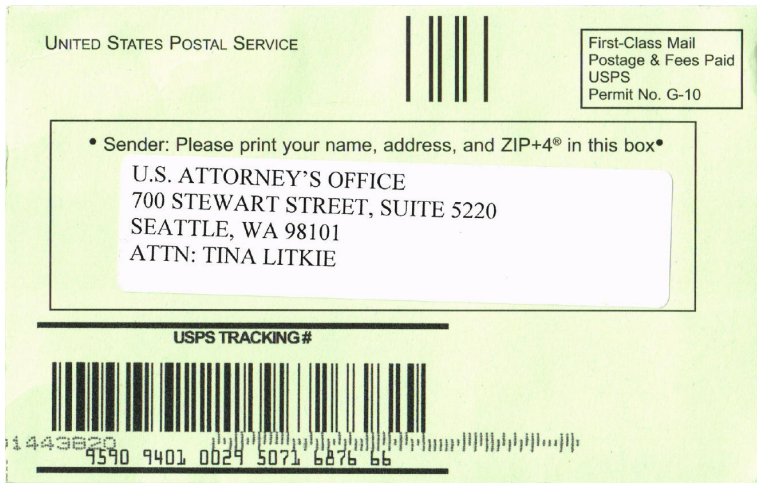 UNITED STATES POSTAL SERVICE
First-Class Mail
Postage & Fees Paid
USPS
Permit No. G-10
• Sender: Please print your name, address, and ZIP+4® in this box•
U.S. ATTORNEY'S OFFICE
700 STEWART STREET, SUITE 5220
SEATTLE, WA 98101
ATTN: TINA LITKIE
USPS TRACKING#
1443820
9590 9401 0029 5071 6876 66